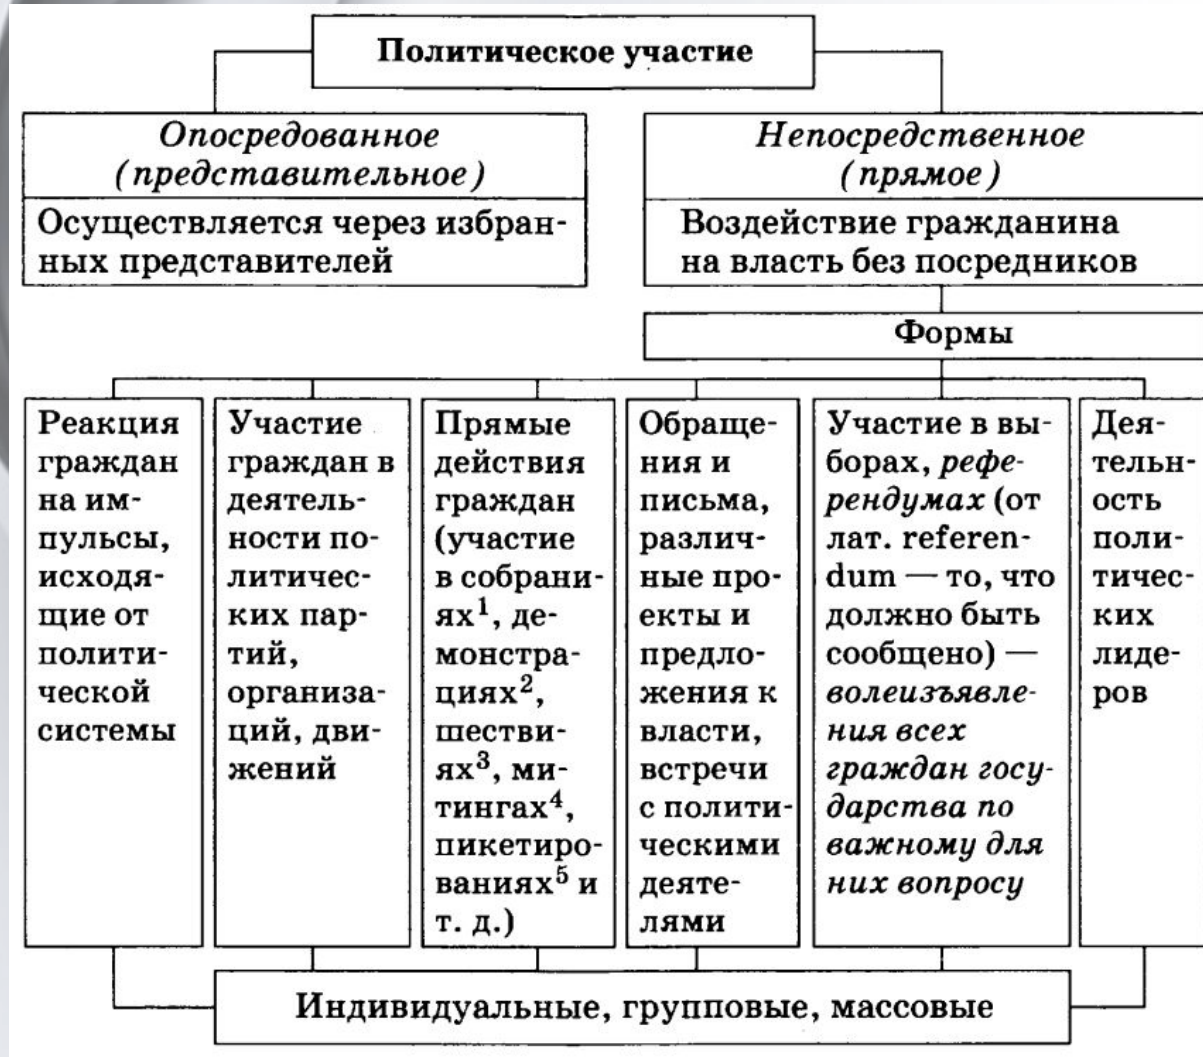 Политическое участие
Опосредованное
(представительное)
Осуществляется через избран-
ных представителей
Непосредственное
(прямое)
Воздействие гражданина
на власть без посредников
Формы
Реакция
граждан
на им-
пульсы,
исходя-
щие от
полити-
ческой
системы
Участие
граждан в
деятель-
ности по-
литичес-
ких пар-
тий,
организа-
ций, дви-
жений
Прямые
действия
граждан
(участие
в собрани-
ях¹, де-
монстра-
циях²,
шестви-
ях³, ми-
тингах⁴,
пикетиро-
ваниях⁵ и
т. д.)
Обраще-
ния и
письма,
различ-
ные про-
екты и
предло-
жения к
власти,
встречи
с полити-
ческими
деяте-
лями
Участие в вы-
борах, рефе-
рендумах (от
лат. referen-
dum — то, что
должно быть
сообщено) —
волеизъявле-
ния всех
граждан госу-
дарства по
важному для
них вопросу
Дея-
тельн-
ость
поли-
тичес-
ких
лиде-
ров
Индивидуальные, групповые, массовые